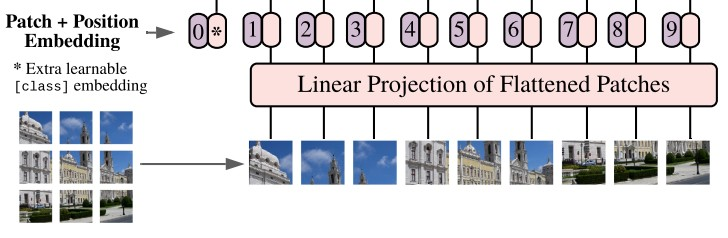 Patch + Position
Embedding
0 * 1 2 3 4 5 6 7 8 9
* Extra learnable
[class] embedding
Linear Projection of Flattened Patches